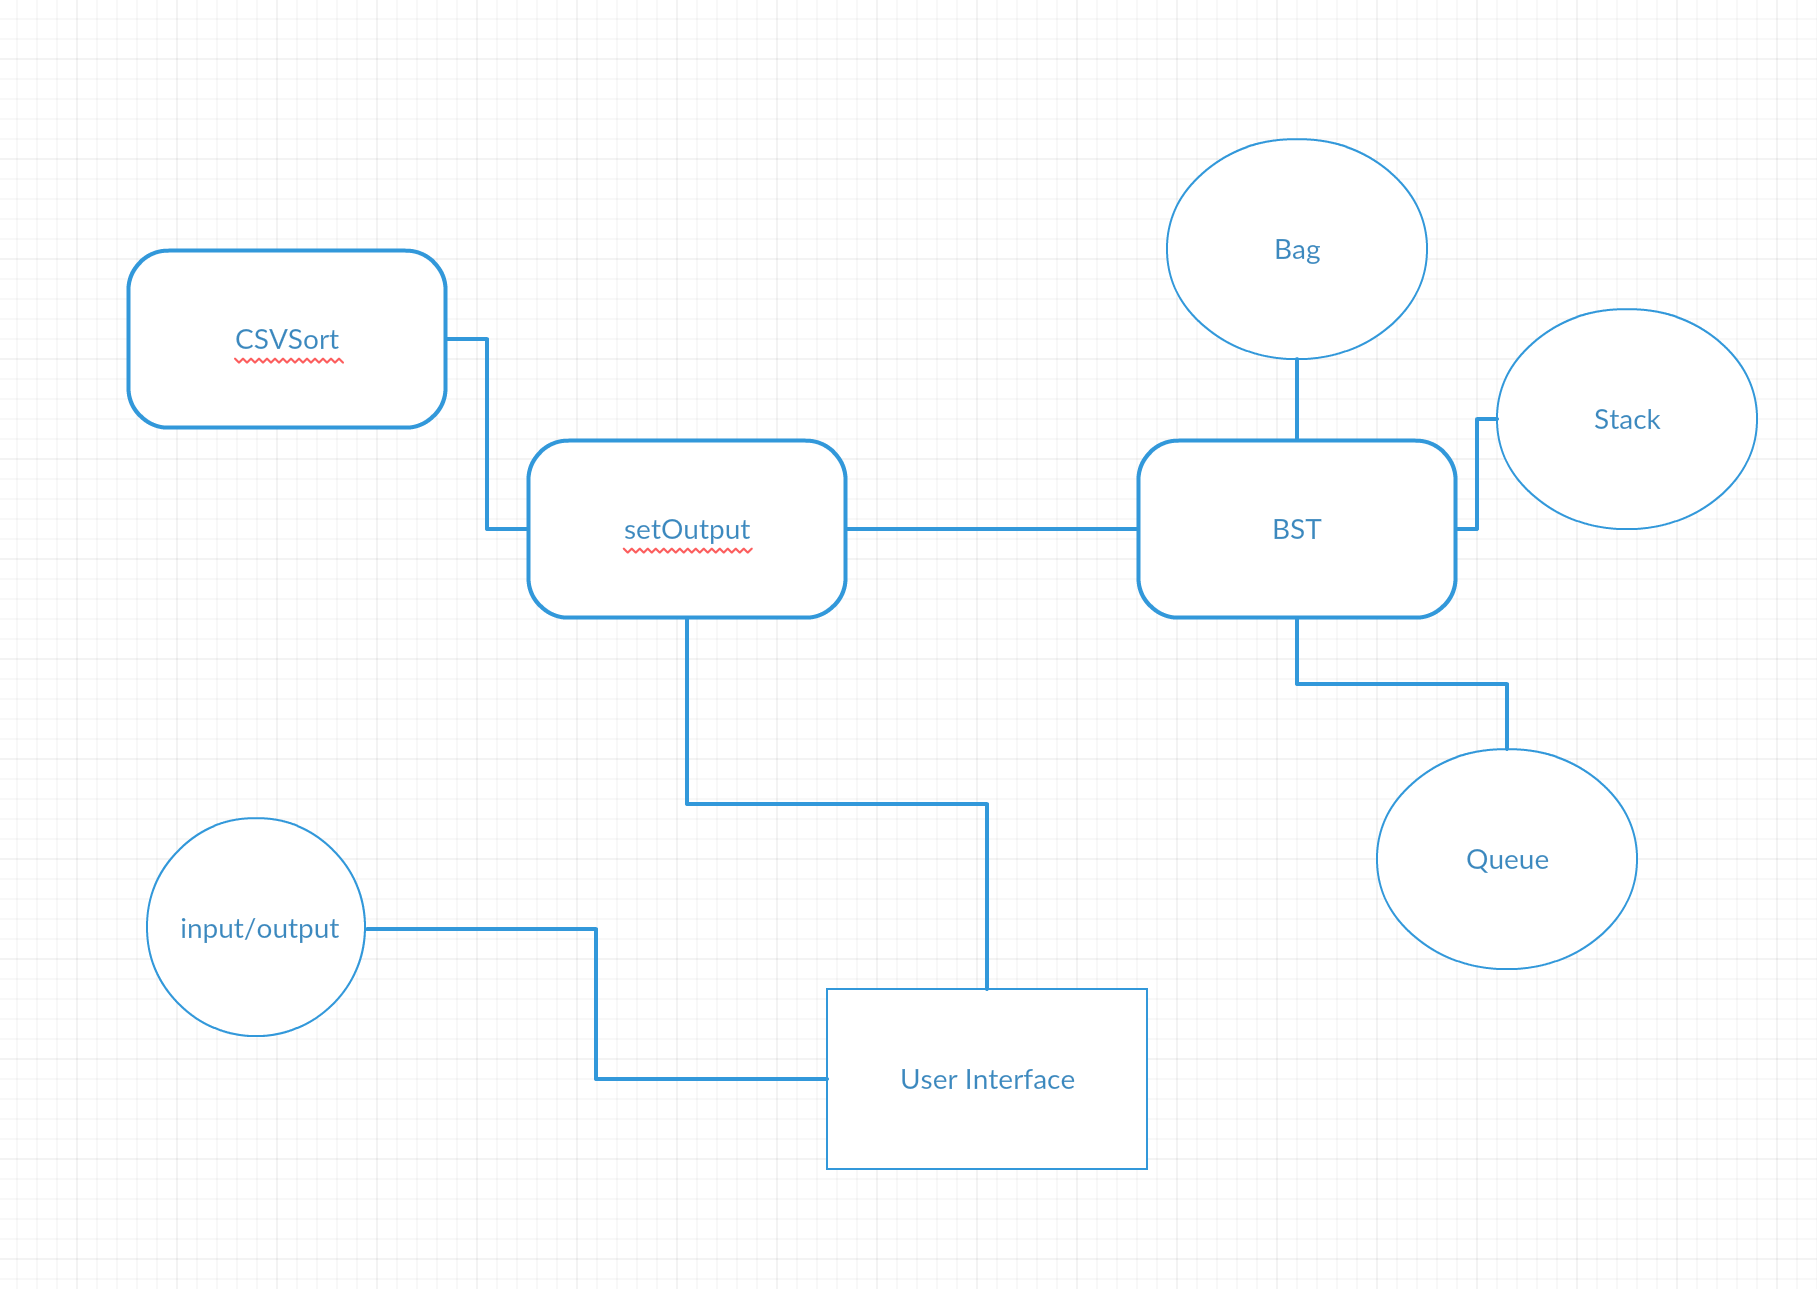 Bag
CSVSort
Stack
setOutput
BST
Queue
input/output
User Interface